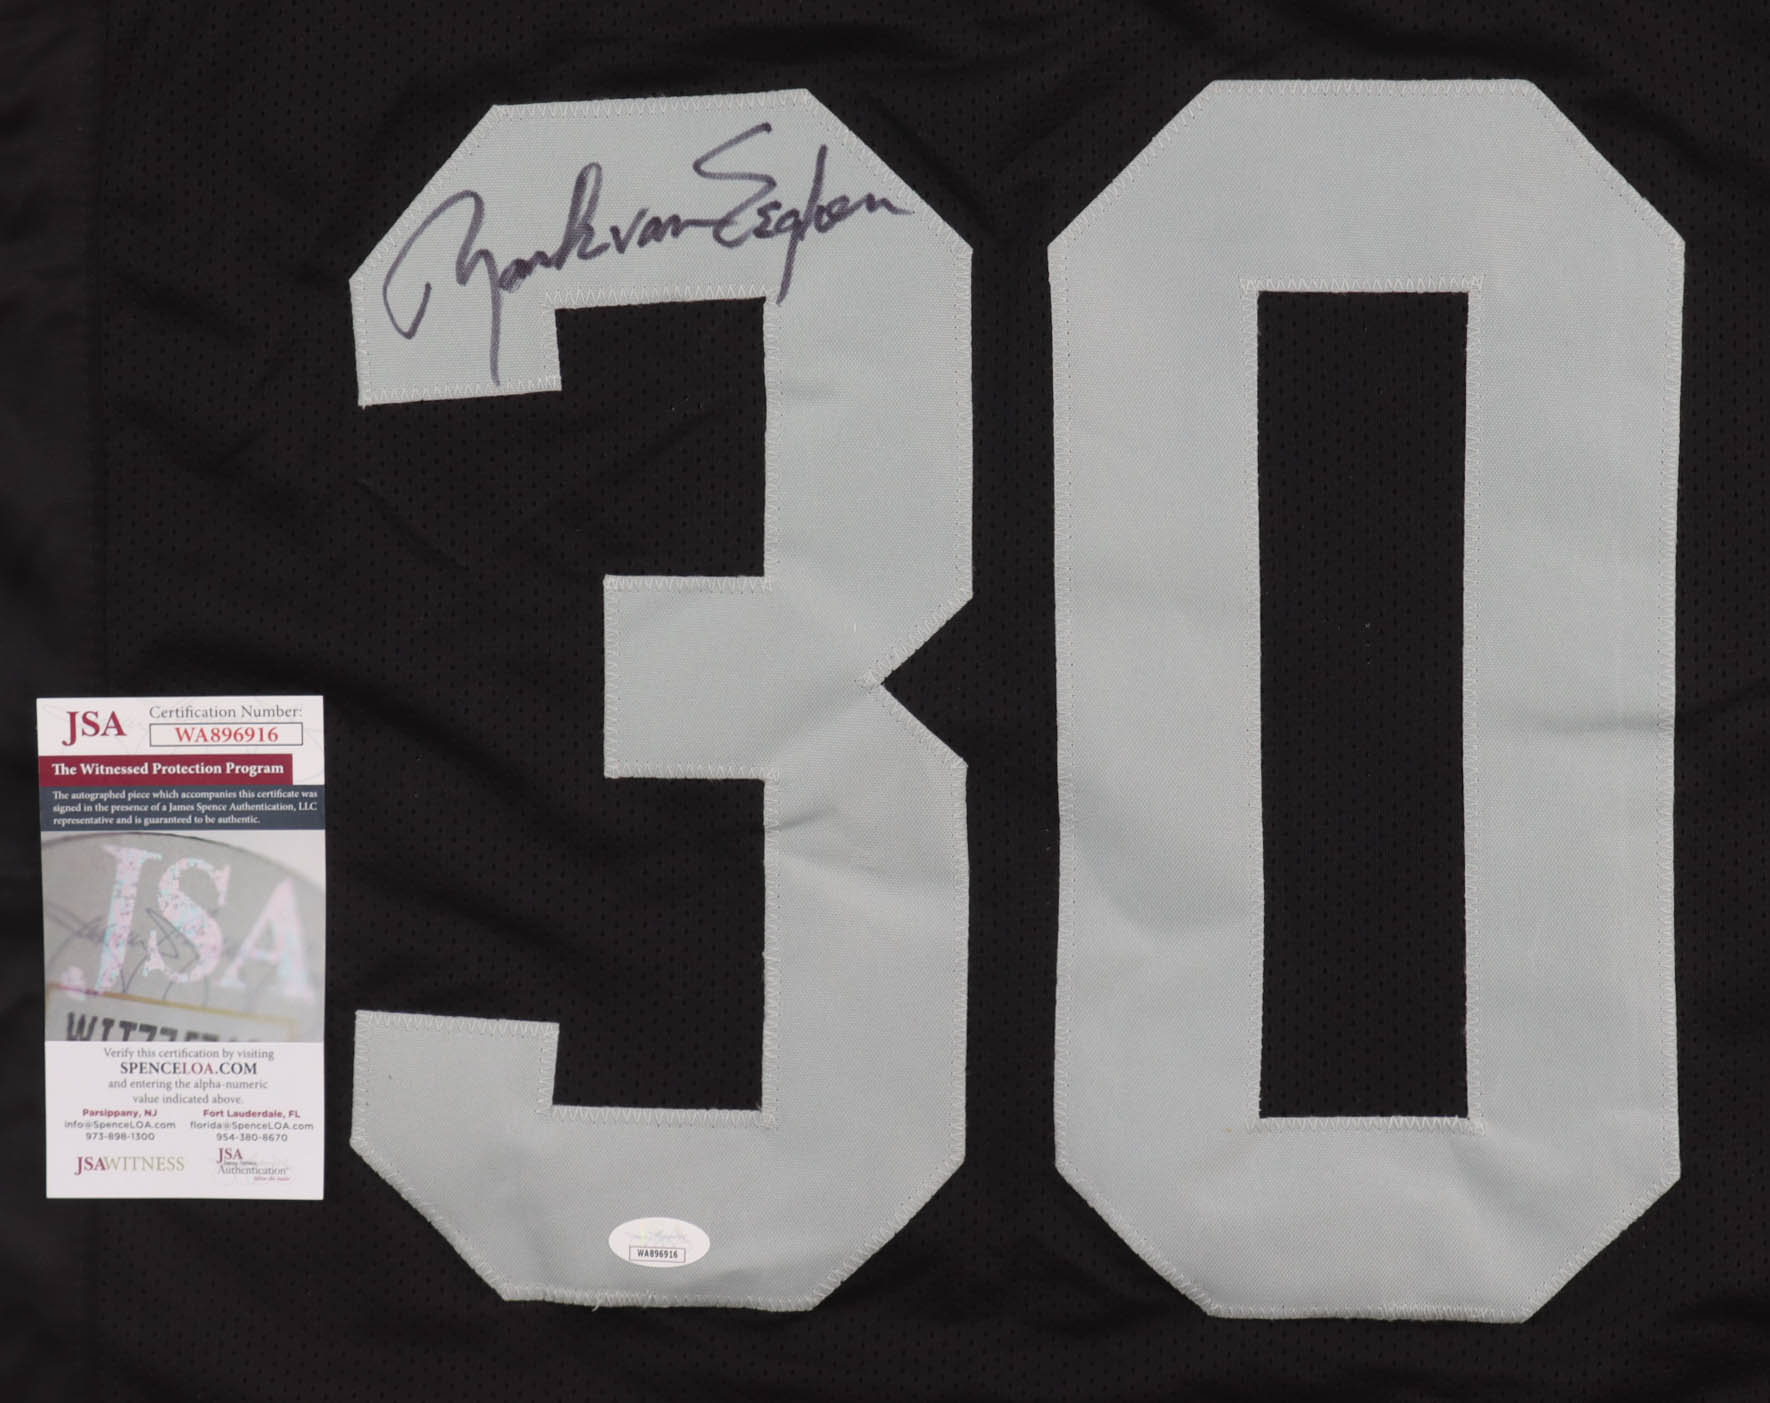 Mark van Eeghen
30
JSA
Certification Number:
WA896916
The Witnessed Protection Program
The autographed piece which accompanies this certificate was
signed in the presence of a James Spence Authentication, LLC
representative and is guaranteed to be authentic.
JSA
Verify this certification by visiting
SPENCELOA.COM
and entering the alpha-numeric
value indicated above.
Parsippany, NJ
info@SpenceLOA.com
973-898-1300
Fort Lauderdale, FL
florida@SpenceLOA.com
954-380-8670
JSAWITNESS
JSA
Authentication
WA896916